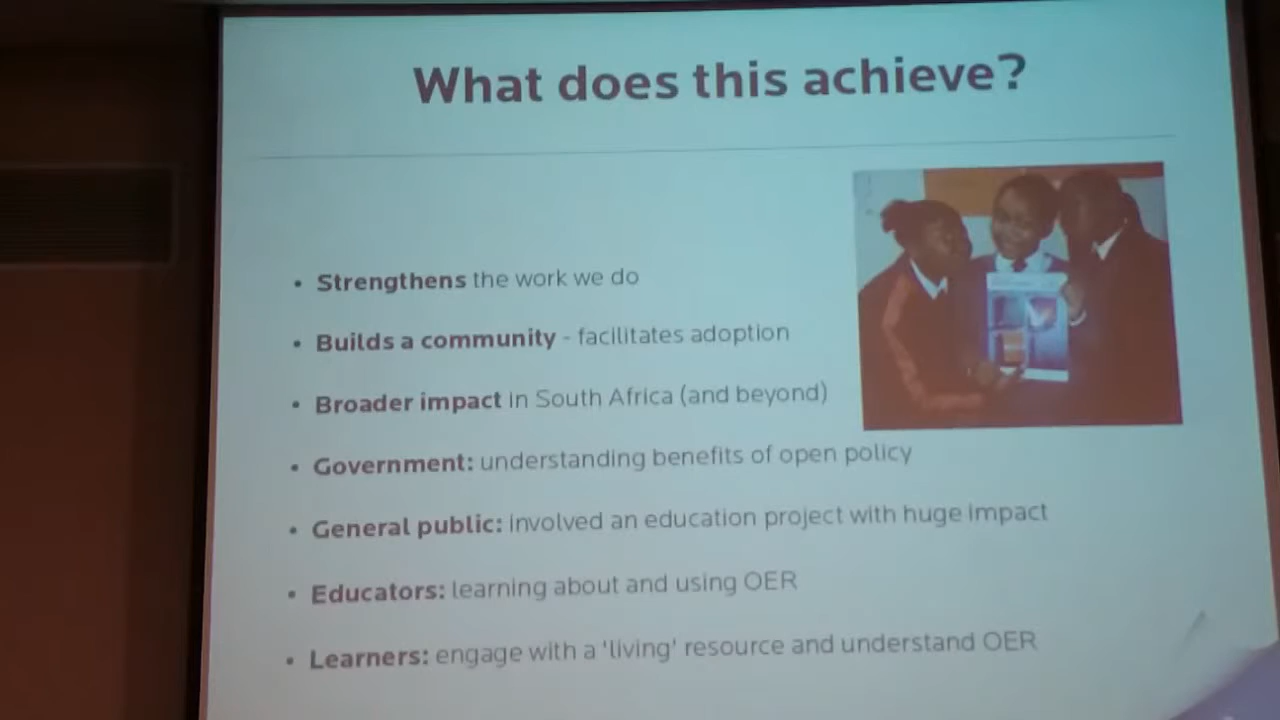 What does this achieve?
• Strengthens the work we do
• Builds a community - facilitates adoption
• Broader impact in South Africa (and beyond)
• Government: understanding benefits of open policy
• General public: involved an education project with huge impact
• Educators: learning about and using OER
• Learners: engage with a 'living' resource and understand OER